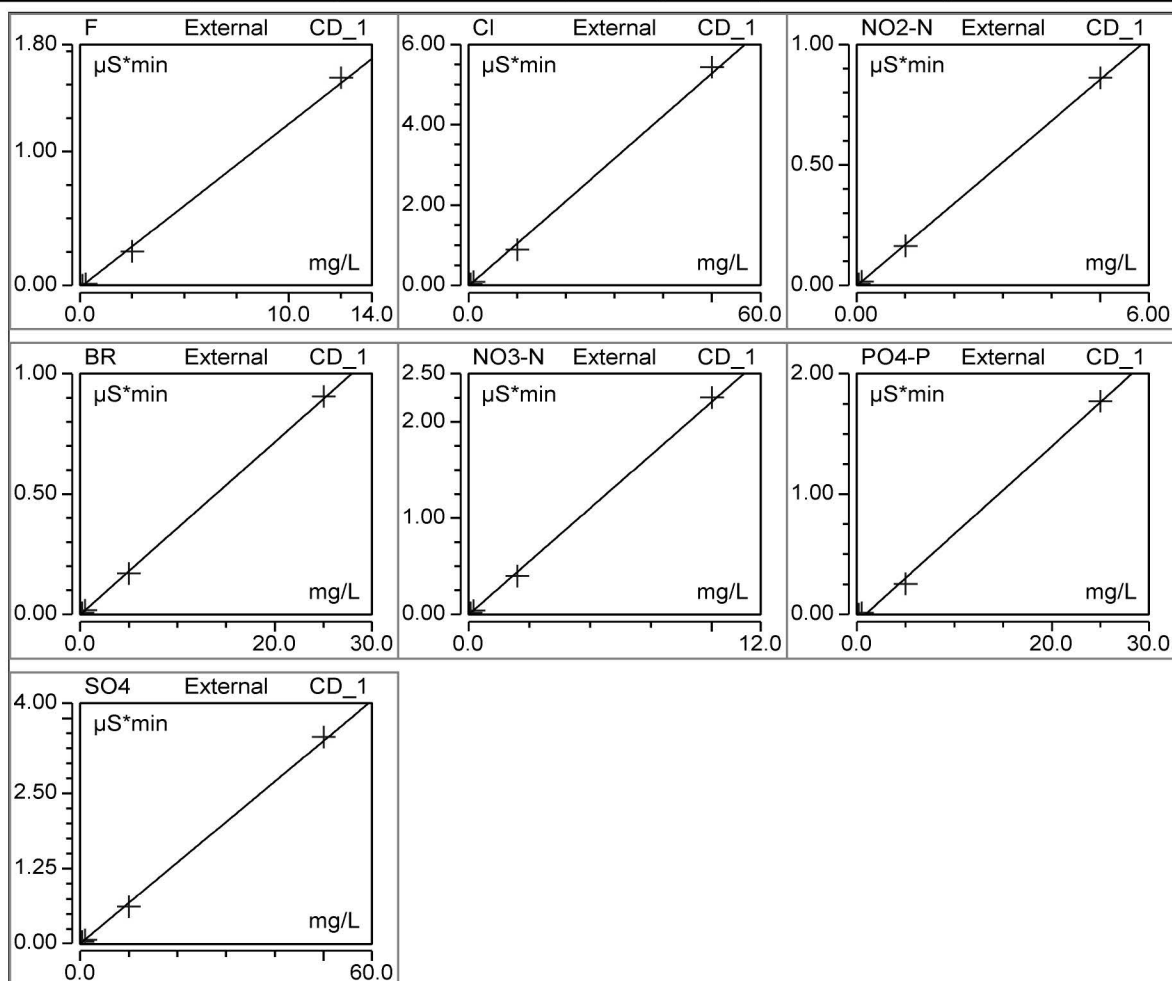 F External CD_1
1.80
µS*min
1.00
mg/L
0.00
0.0 10.0 14.0
Cl External CD_1
6.00
µS*min
4.00
2.00
mg/L
0.00
0.0 60.0
NO2-N External CD_1
1.00
µS*min
0.50
mg/L
0.00
0.00 6.00
BR External CD_1
1.00
µS*min
0.50
mg/L
0.00
0.0 20.0 30.0
NO3-N External CD_1
2.50
µS*min
2.00
1.00
mg/L
0.00
0.0 12.0
PO4-P External CD_1
2.00
µS*min
1.00
mg/L
0.00
0.0 20.0 30.0
SO4 External CD_1
4.00
µS*min
2.50
1.25
mg/L
0.00
0.0 60.0